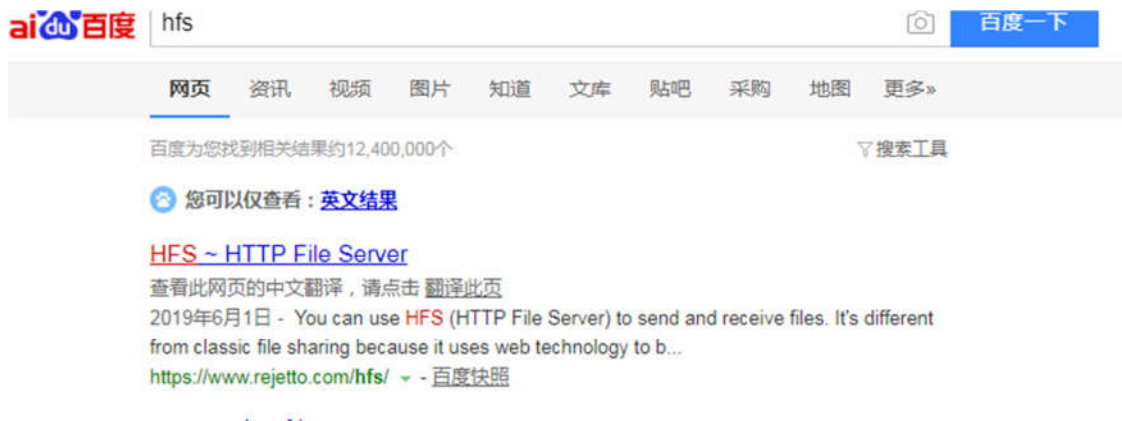 ai du 百度 hfs 百度一下
网页 资讯 视频 图片 知道 文库 贴吧 采购 地图 更多»
百度为您找到相关结果约12,400,000个 搜索工具
您可以仅查看：英文结果
HFS ~ HTTP File Server
查看此网页的中文翻译，请点击 翻译此页
2019年6月1日 - You can use HFS (HTTP File Server) to send and receive files. It's different
from classic file sharing because it uses web technology to b...
https://www.rejetto.com/hfs/ - 百度快照